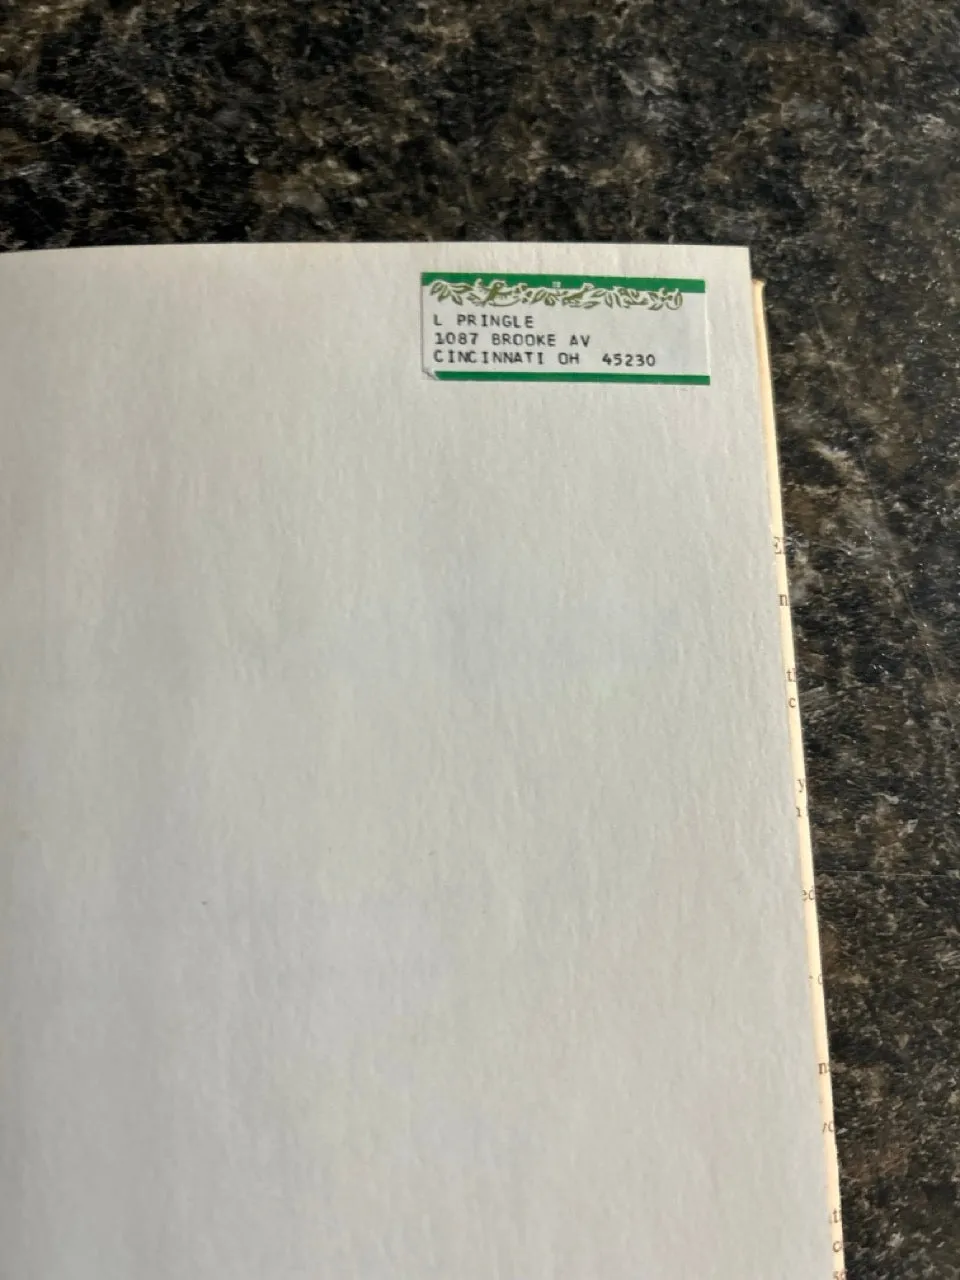 L PRINGLE
1087 BROOKE AV
CINCINNATI OH 45230